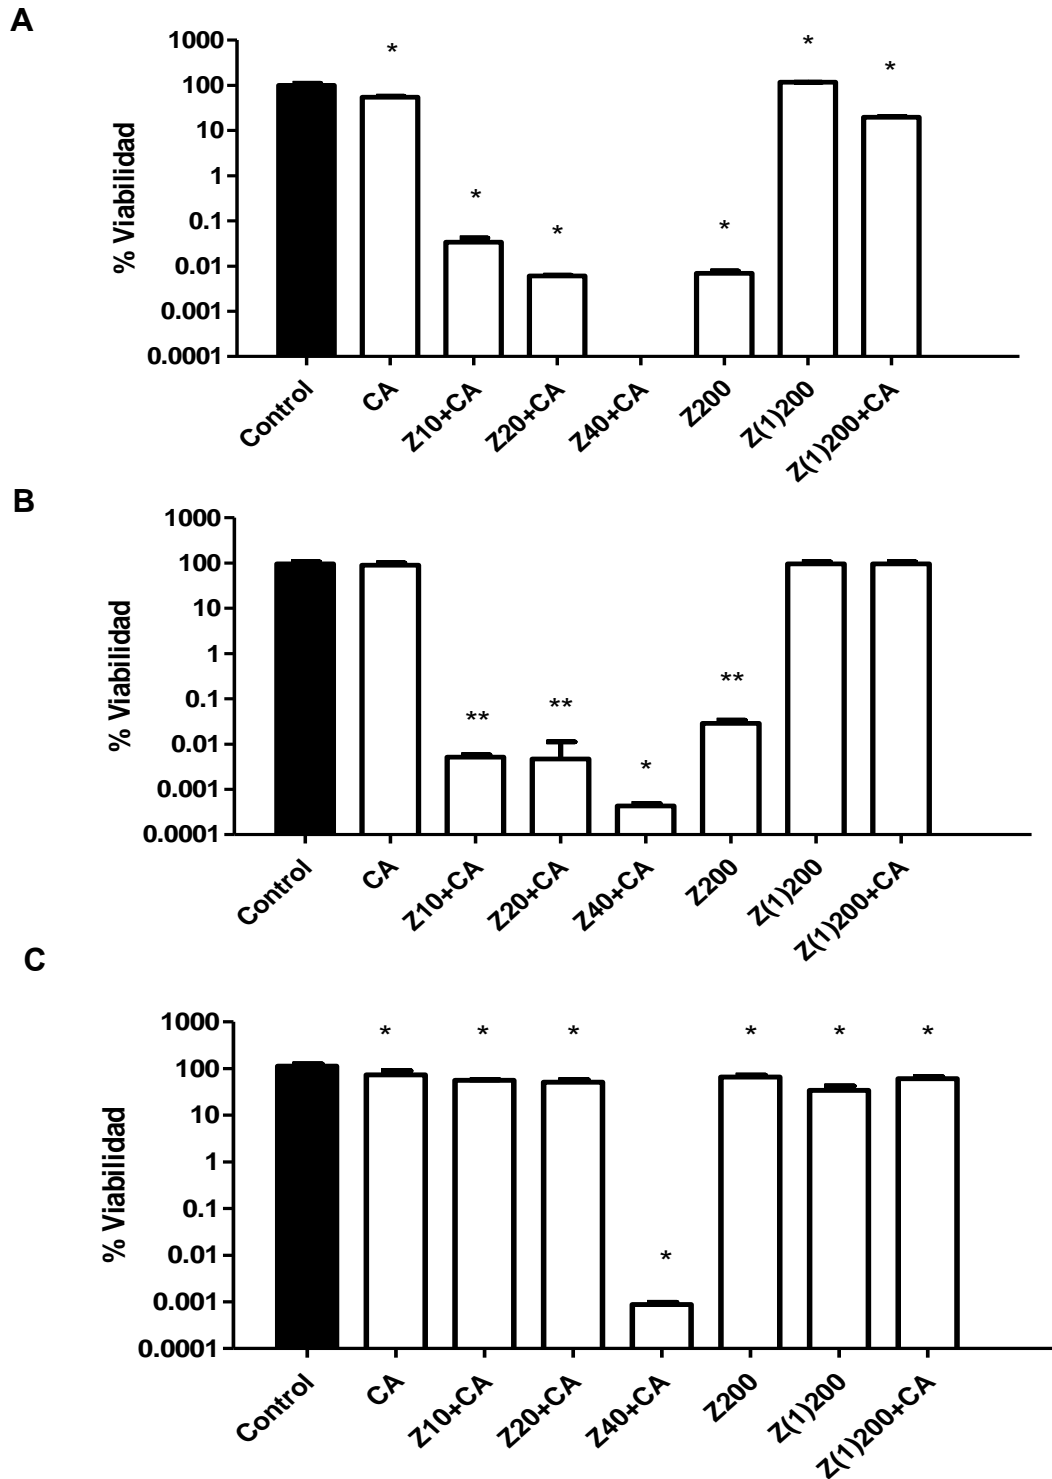 A
*
*
*
1000
100
10
1
0.1
0.01
0.001
0.0001
% Viabilidad
*
*
*
Control
CA
Z10+CA
Z20+CA
Z40+CA
Z200
Z(1)200
Z(1)200+CA
B
1000
100
10
1
0.1
0.01
0.001
0.0001
% Viabilidad
**
**
*
**
Control
CA
Z10+CA
Z20+CA
Z40+CA
Z200
Z(1)200
Z(1)200+CA
C
1000
100
10
1
0.1
0.01
0.001
0.0001
% Viabilidad
*
*
*
*
*
*
*
Control
CA
Z10+CA
Z20+CA
Z40+CA
Z200
Z(1)200
Z(1)200+CA